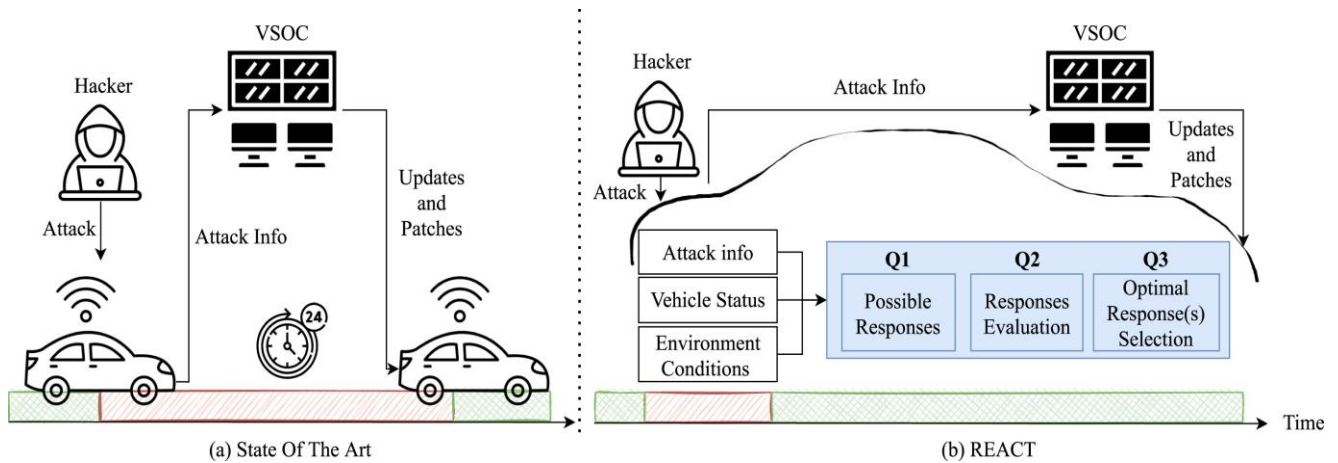 VSOC
Hacker
24
Attack
Attack Info
Updates
and
Patches
(a) State Of The Art
VSOC
Hacker
Attack Info
Updates
and
Patches
Attack
Attack info
Vehicle Status
Environment
Conditions
Q1
Possible
Responses
Q2
Responses
Evaluation
Q3
Optimal
Response(s)
Selection
Time
(b) REACT